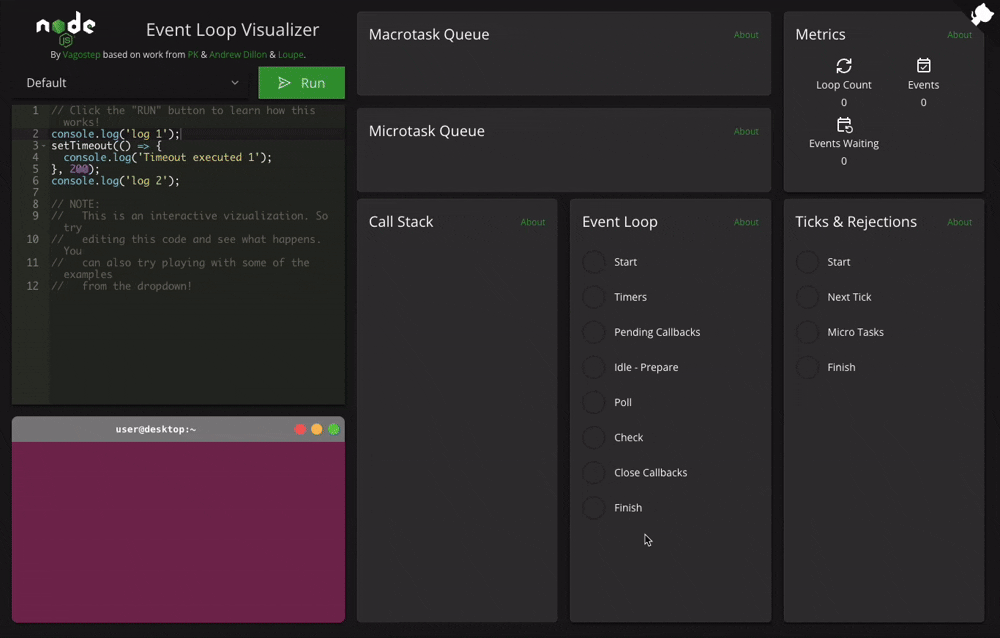 node
JS
Event Loop Visualizer
By Vagostep based on work from PK & Andrew Dillon & Loupe.
Default
Run
1 // Click the "RUN" button to learn how this
works!
2 console.log('log 1');
3 setTimeout(() => {
4 console.log('Timeout executed 1');
5 }, 200);
6 console.log('log 2');
7
8 // NOTE:
9 // This is an interactive vizualization. So
try
10 // editing this code and see what happens.
You
11 // can also try playing with some of the
examples
12 // from the dropdown!
user@desktop:~
Macrotask Queue
About
Microtask Queue
About
Metrics
About
Loop Count
0
Events
0
Events Waiting
0
Call Stack
About
Event Loop
About
Start
Timers
Pending Callbacks
Idle - Prepare
Poll
Check
Close Callbacks
Finish
Ticks & Rejections
About
Start
Next Tick
Micro Tasks
Finish